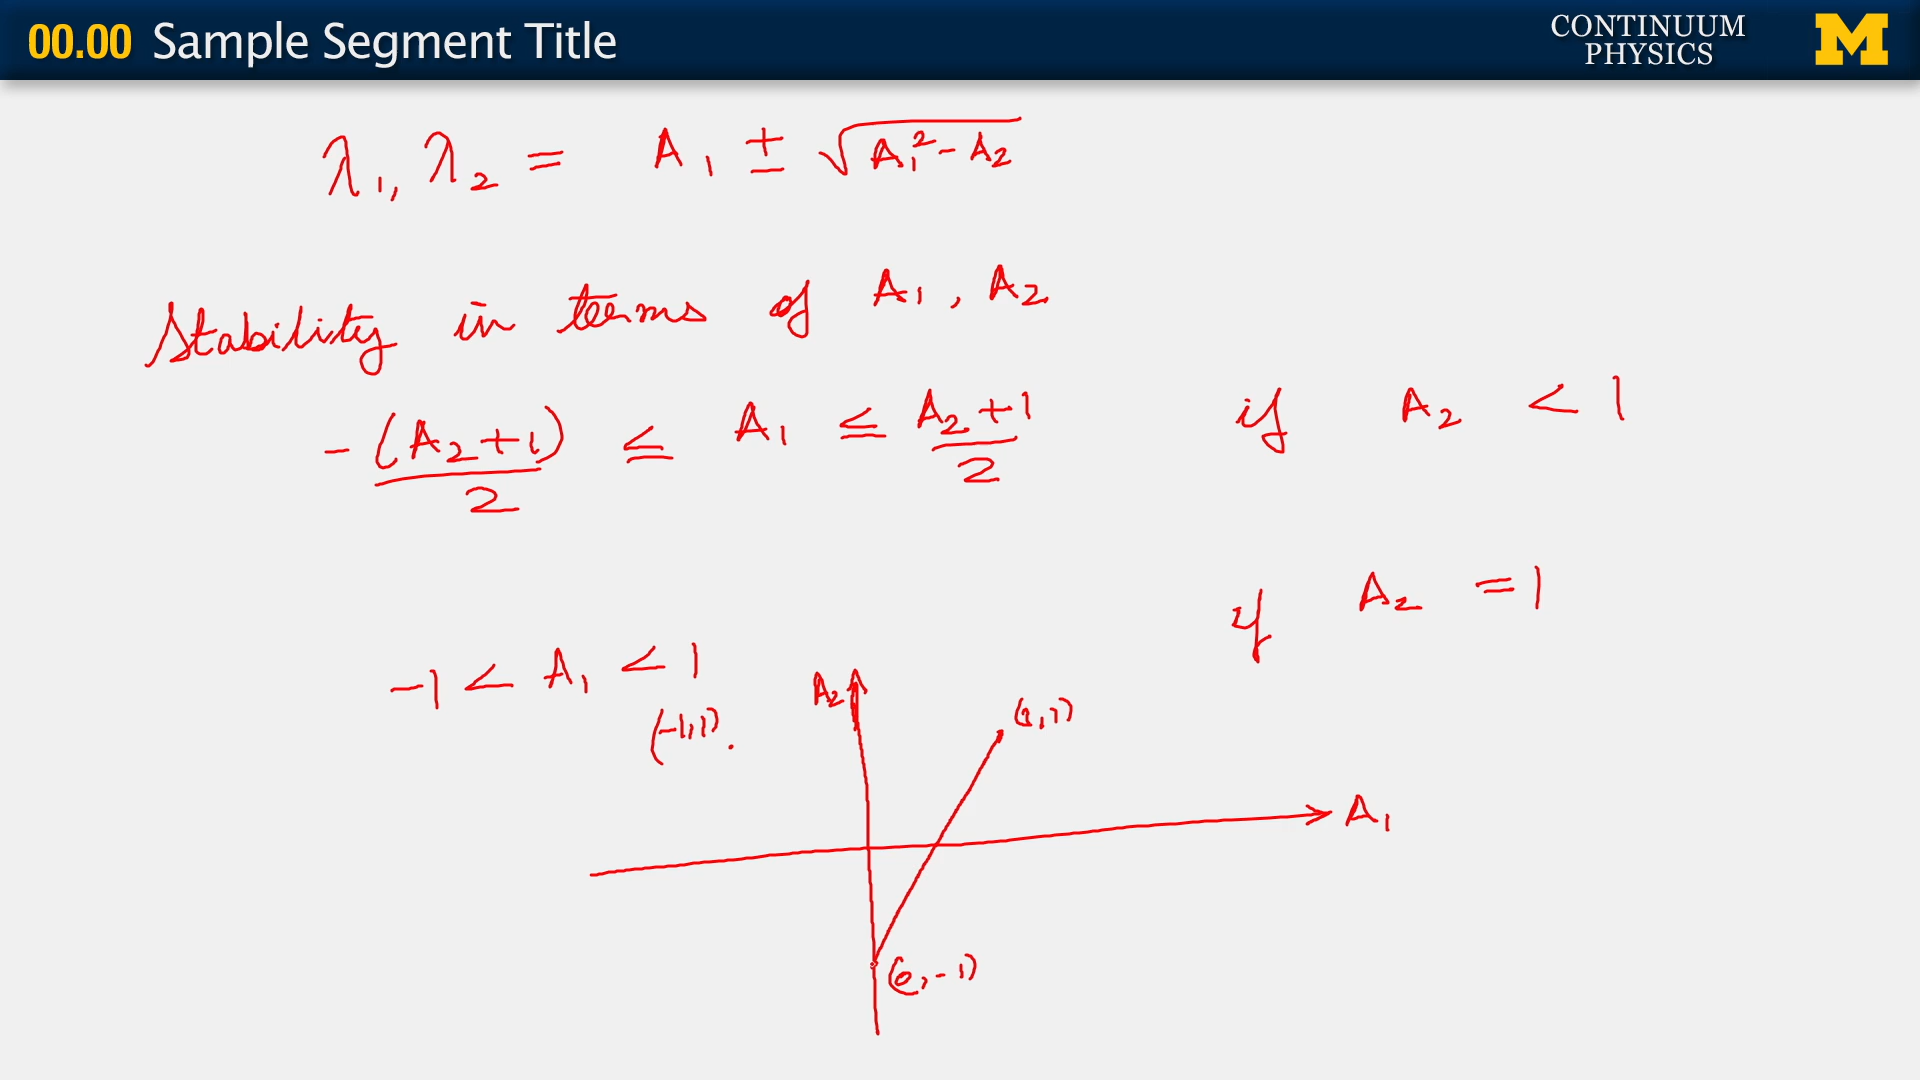 00.00 Sample Segment Title
CONTINUUM
PHYSICS
M
λ₁, λ₂ = A₁ ± √(A₁² - A₂)
Stability in terms of A₁, A₂
-(A₂+1)/2 ≤ A₁ ≤ (A₂+1)/2 if A₂ < 1
if A₂ = 1
-1 < A₁ < 1
A₂
(1,1)
(-1,1)
A₁
(0,-1)